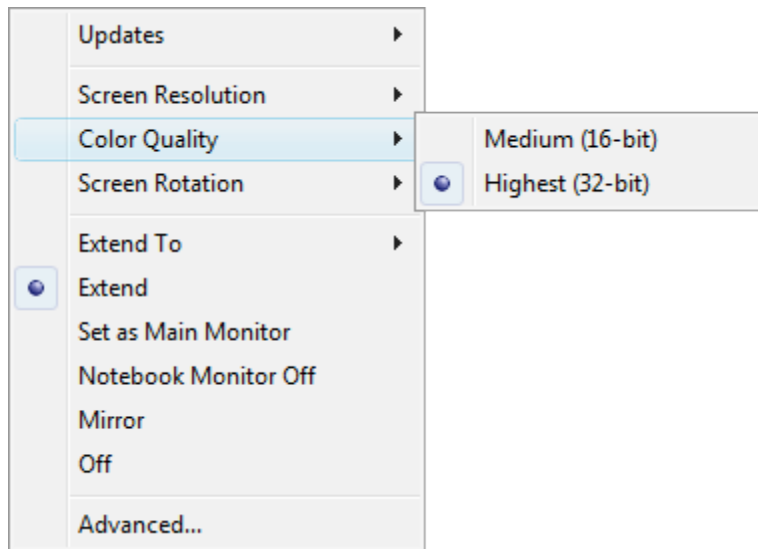 Updates
Screen Resolution
Color Quality
Medium (16-bit)
Screen Rotation
Highest (32-bit)
Extend To
Extend
Set as Main Monitor
Notebook Monitor Off
Mirror
Off
Advanced...